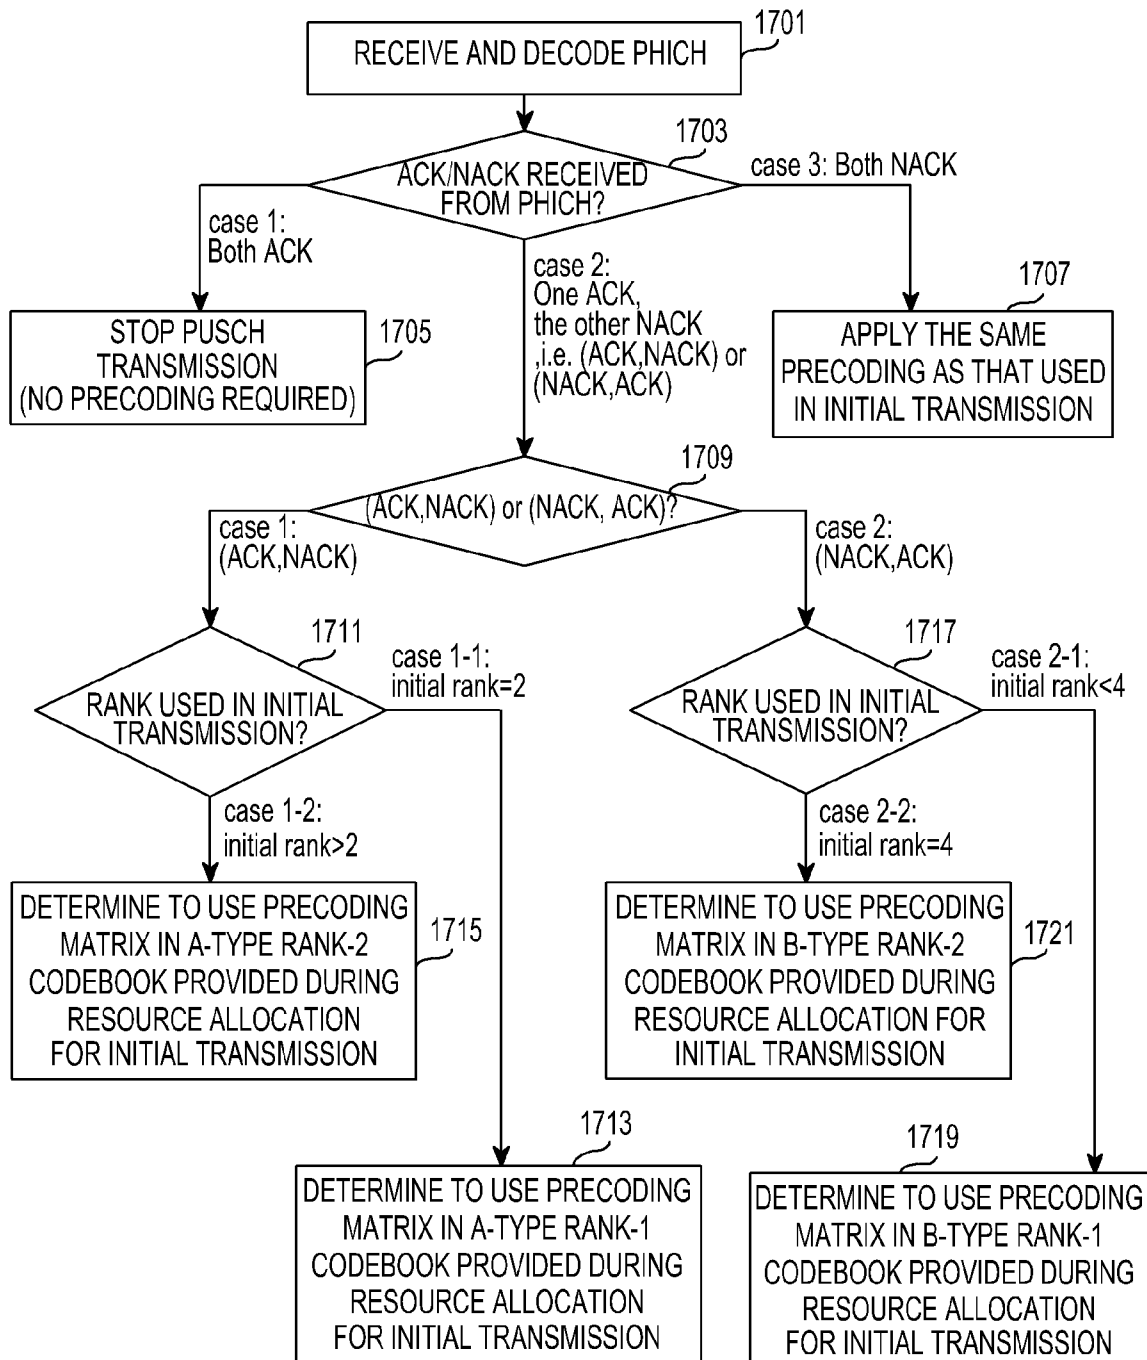 1701
RECEIVE AND DECODE PHICH
1703
ACK/NACK RECEIVED
FROM PHICH?
case 3: Both NACK
case 1:
Both ACK
case 2:
One ACK,
the other NACK
,i.e. (ACK,NACK) or
(NACK,ACK)
1705
STOP PUSCH
TRANSMISSION
(NO PRECODING REQUIRED)
1707
APPLY THE SAME
PRECODING AS THAT USED
IN INITIAL TRANSMISSION
1709
(ACK,NACK) or (NACK, ACK)?
case 1:
(ACK,NACK)
case 2:
(NACK,ACK)
1711
RANK USED IN INITIAL
TRANSMISSION?
case 1-1:
initial rank=2
1717
RANK USED IN INITIAL
TRANSMISSION?
case 2-1:
initial rank<4
case 1-2:
initial rank>2
case 2-2:
initial rank=4
DETERMINE TO USE PRECODING
MATRIX IN A-TYPE RANK-2
CODEBOOK PROVIDED DURING
RESOURCE ALLOCATION
FOR INITIAL TRANSMISSION
1715
DETERMINE TO USE PRECODING
MATRIX IN B-TYPE RANK-2
CODEBOOK PROVIDED DURING
RESOURCE ALLOCATION FOR
INITIAL TRANSMISSION
1721
1713
DETERMINE TO USE PRECODING
MATRIX IN A-TYPE RANK-1
CODEBOOK PROVIDED DURING
RESOURCE ALLOCATION
FOR INITIAL TRANSMISSION
1719
DETERMINE TO USE PRECODING
MATRIX IN B-TYPE RANK-1
CODEBOOK PROVIDED DURING
RESOURCE ALLOCATION
FOR INITIAL TRANSMISSION